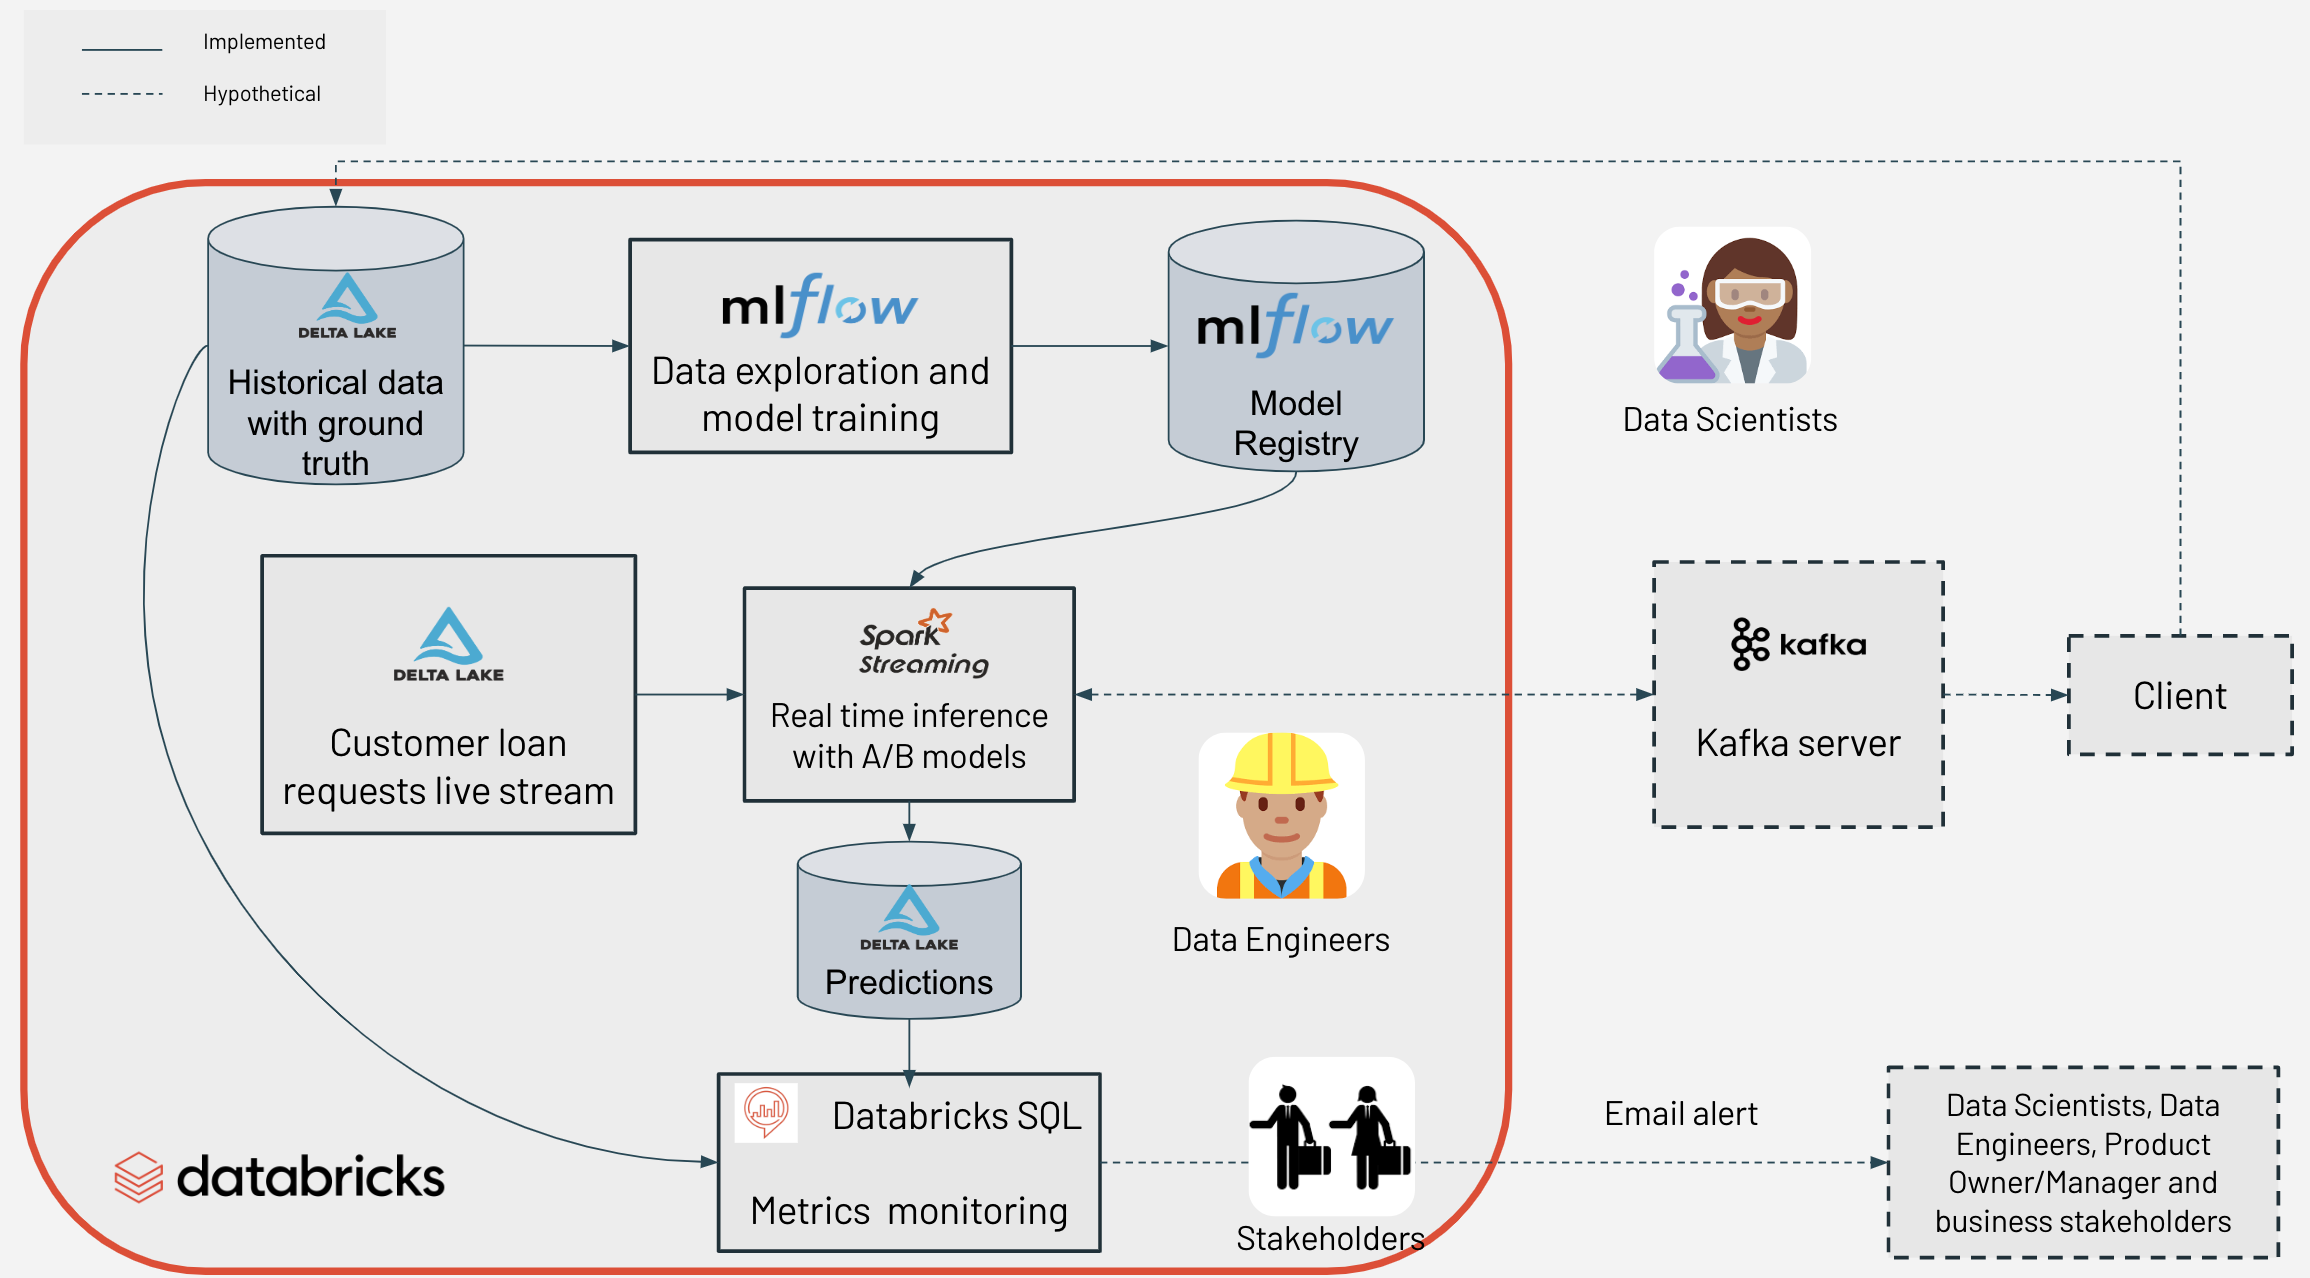 Implemented
Hypothetical
DELTA LAKE
Historical data
with ground
truth
mlflow
Data exploration and
model training
mlflow
Model
Registry
Data Scientists
DELTA LAKE
Customer loan
requests live stream
Spark
Streaming
Real time inference
with A/B models
kafka
Kafka server
Client
DELTA LAKE
Predictions
Data Engineers
databricks
Databricks SQL
Metrics monitoring
Stakeholders
Email alert
Data Scientists, Data
Engineers, Product
Owner/Manager and
business stakeholders